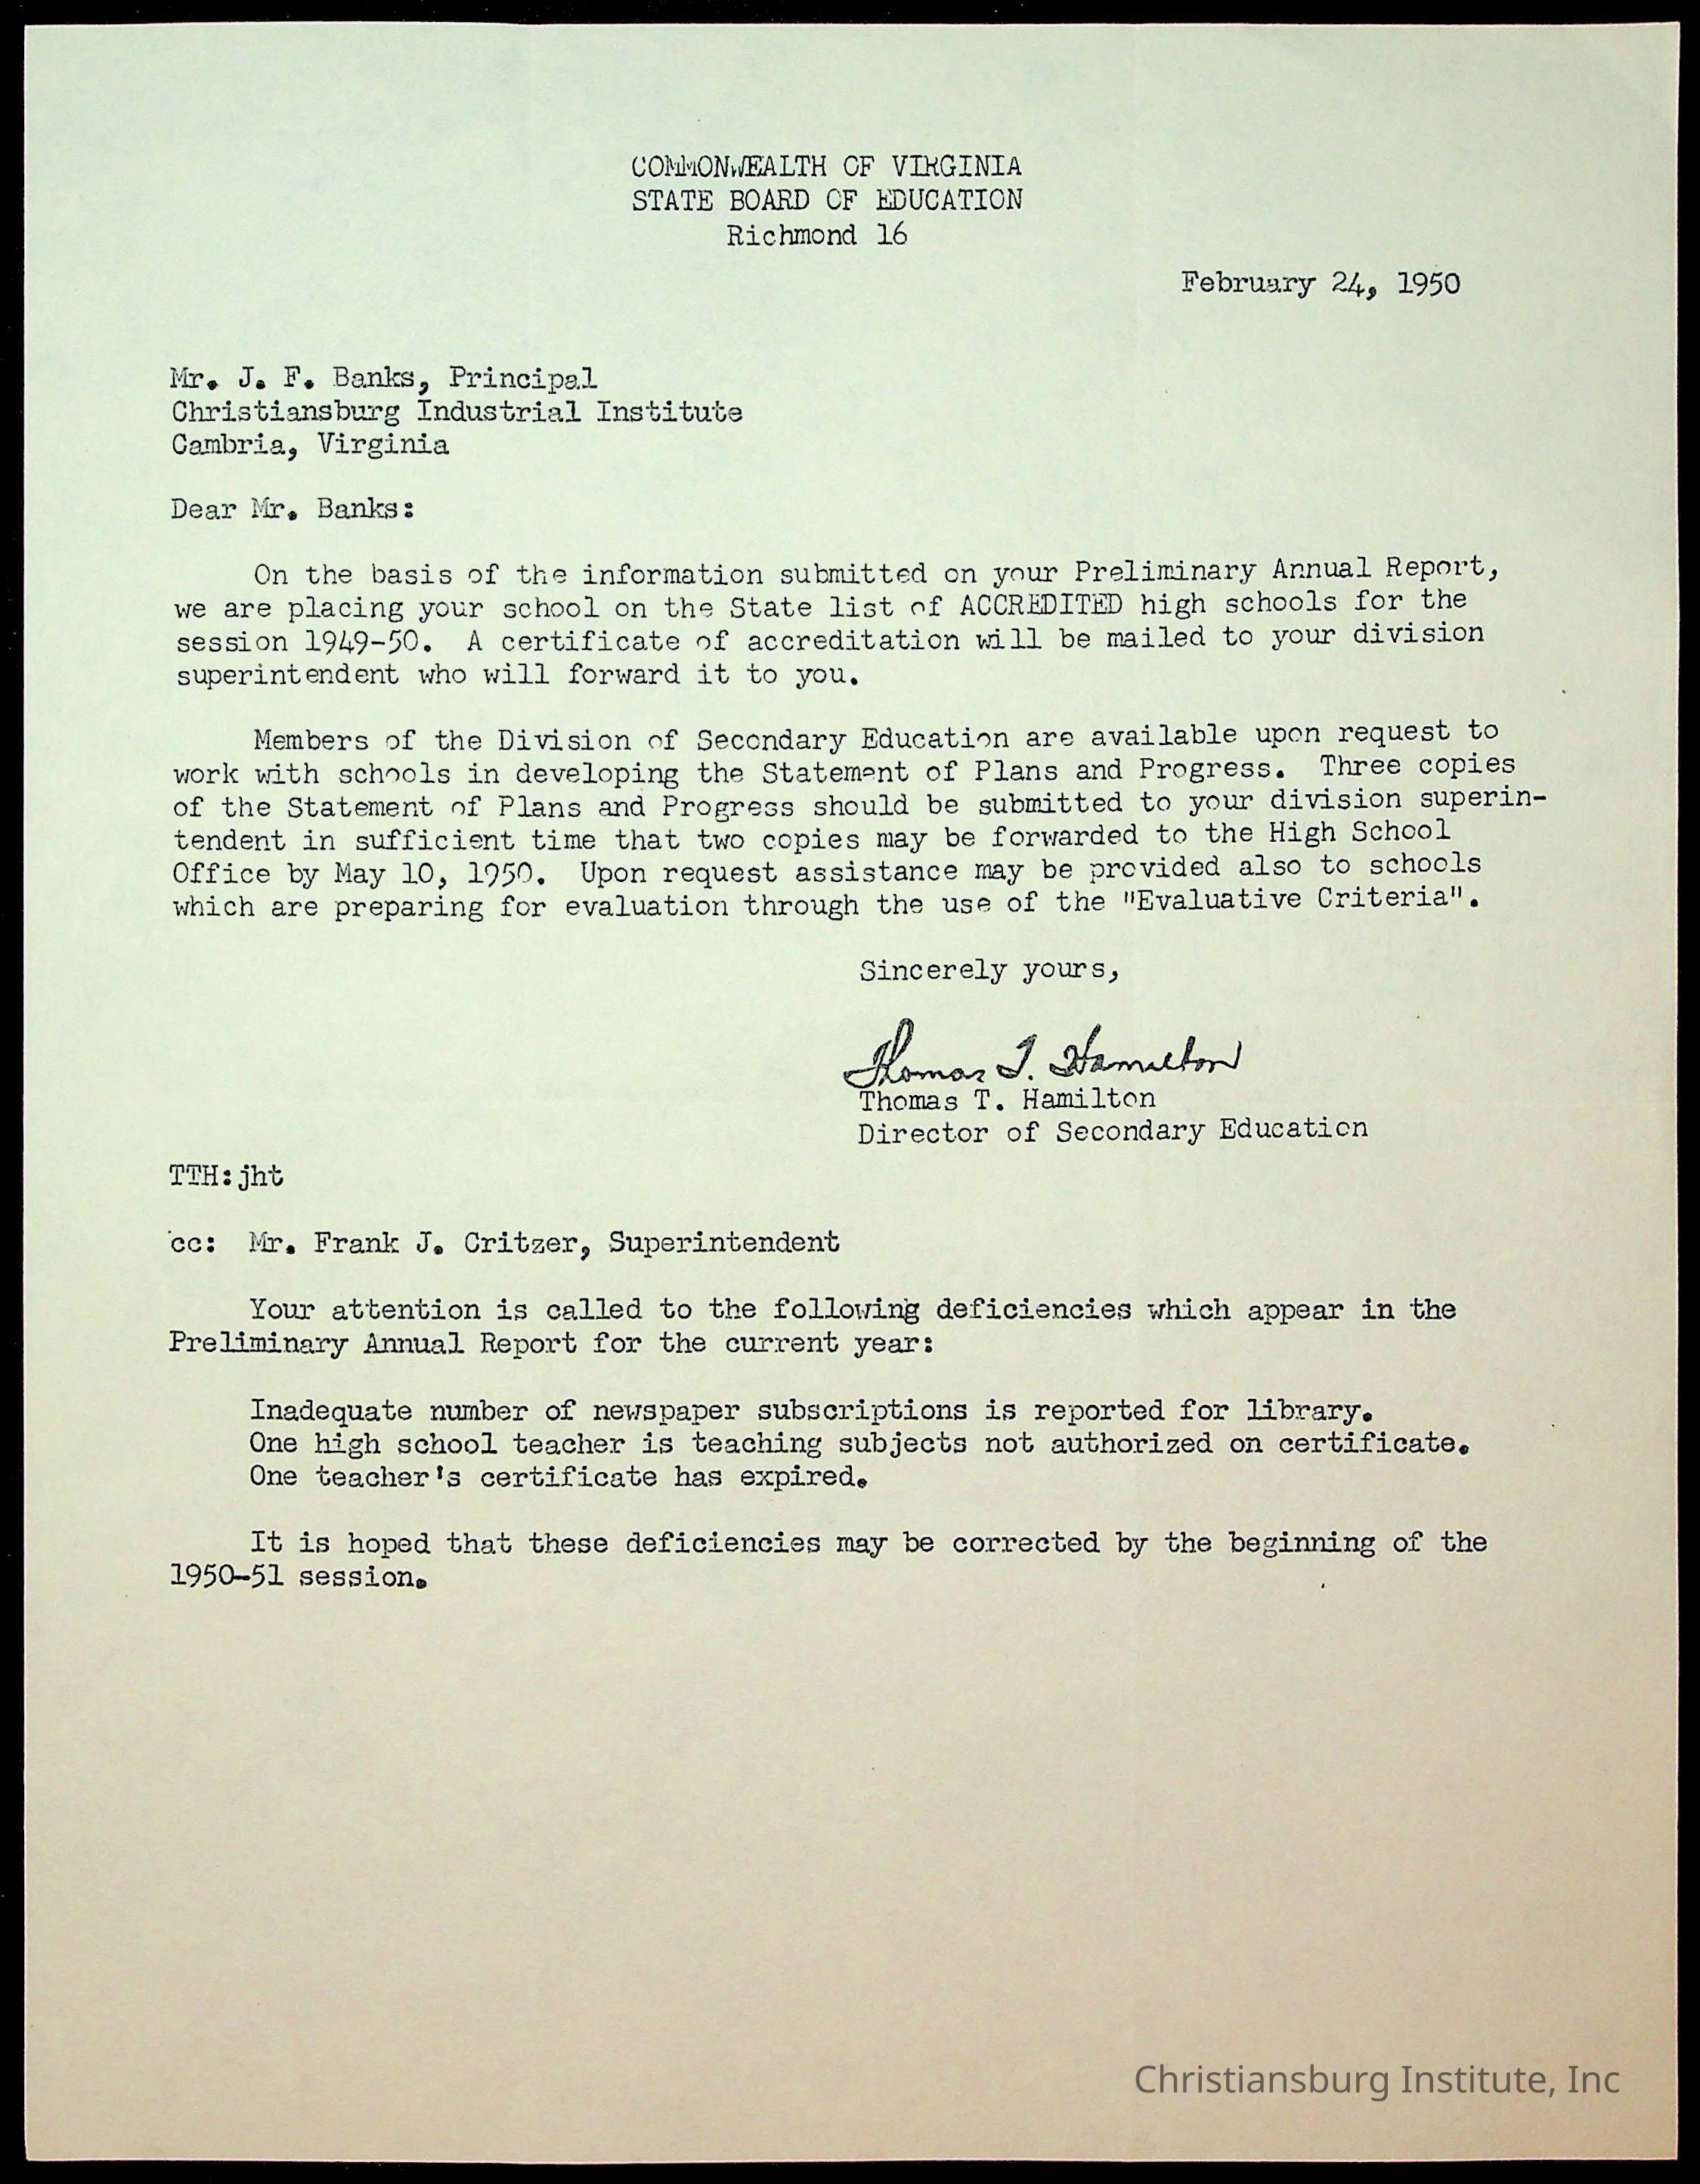 COMMONWEALTH OF VIRGINIA
STATE BOARD OF EDUCATION
Richmond 16
February 24, 1950
Mr. J. F. Banks, Principal
Christiansburg Industrial Institute
Cambria, Virginia
Dear Mr. Banks:
On the basis of the information submitted on your Preliminary Annual Report,
we are placing your school on the State list of ACCREDITED high schools for the
session 1949-50. A certificate of accreditation will be mailed to your division
superintendent who will forward it to you.
Members of the Division of Secondary Education are available upon request to
work with schools in developing the Statement of Plans and Progress. Three copies
of the Statement of Plans and Progress should be submitted to your division superin-
tendent in sufficient time that two copies may be forwarded to the High School
Office by May 10, 1950. Upon request assistance may be provided also to schools
which are preparing for evaluation through the use of the "Evaluative Criteria".
Sincerely yours,
Thomas T. Hamilton
Thomas T. Hamilton
Director of Secondary Education
TTH:jht
cc: Mr. Frank J. Critzer, Superintendent
Your attention is called to the following deficiencies which appear in the
Preliminary Annual Report for the current year:
Inadequate number of newspaper subscriptions is reported for library.
One high school teacher is teaching subjects not authorized on certificate.
One teacher's certificate has expired.
It is hoped that these deficiencies may be corrected by the beginning of the
1950-51 session.
Christiansburg Institute, Inc